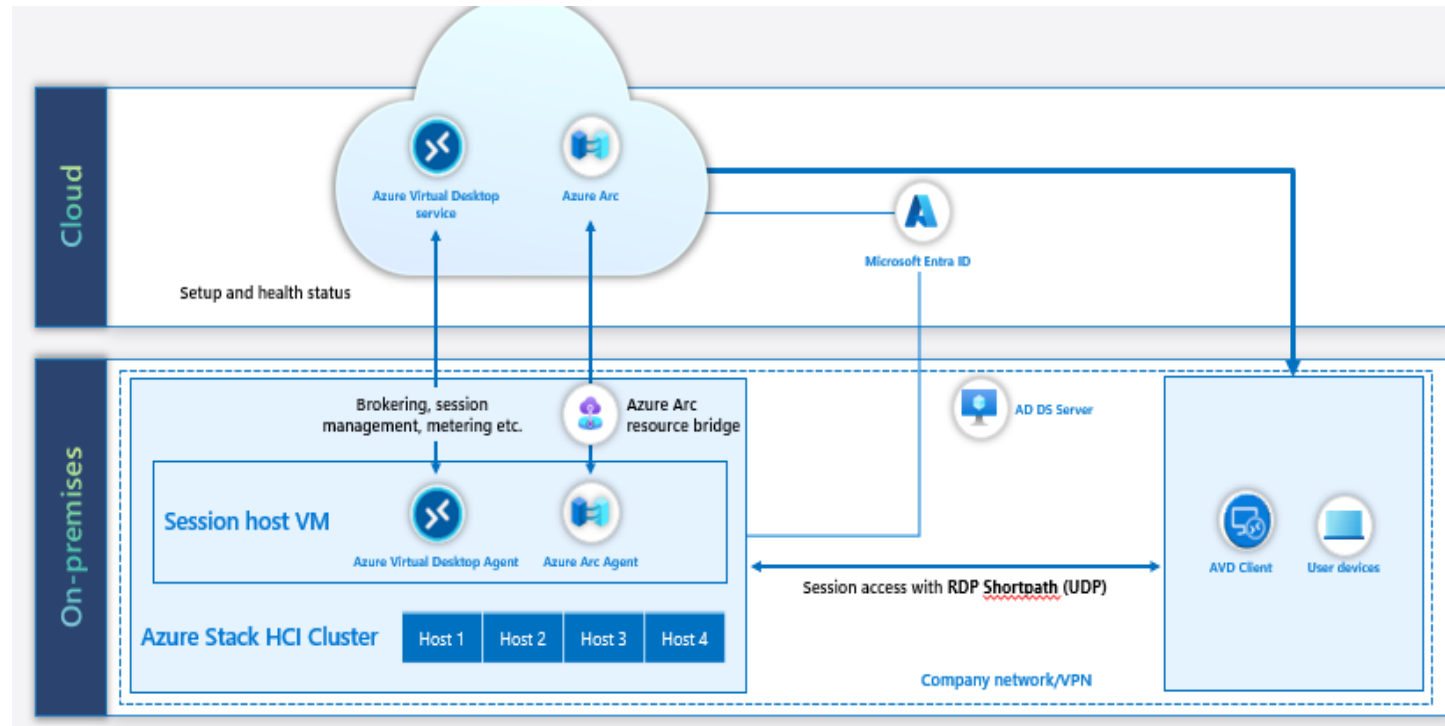 Cloud
Azure Virtual Desktop
service
Azure Arc
Microsoft Entra ID
Setup and health status
On-premises
Brokering, session
management, metering etc.
Azure Arc
resource bridge
AD DS Server
Session host VM
Azure Virtual Desktop Agent
Azure Arc Agent
AVD Client
User devices
Session access with RDP Shortpath (UDP)
Azure Stack HCI Cluster
Host 1
Host 2
Host 3
Host 4
Company network/VPN